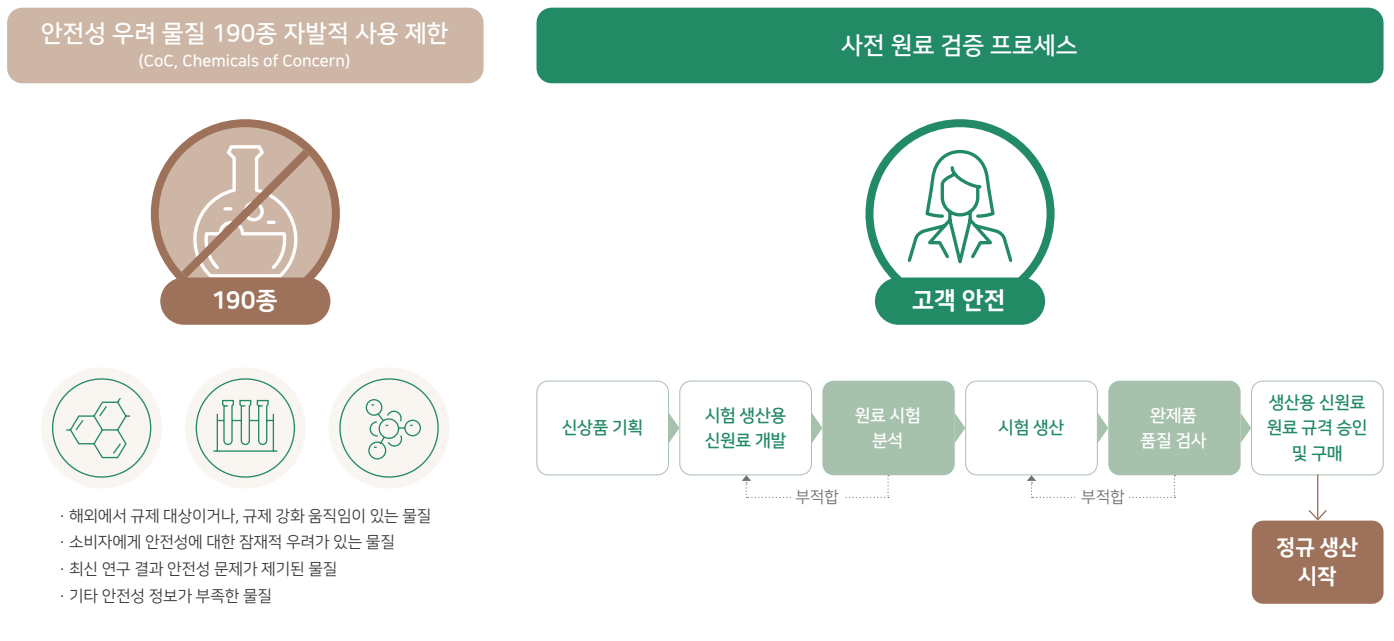 안전성 우려 물질 190종 자발적 사용 제한
(CoC, Chemicals of Concern)
190종
· 해외에서 규제 대상이거나, 규제 강화 움직임이 있는 물질
· 소비자에게 안전성에 대한 잠재적 우려가 있는 물질
· 최신 연구 결과 안전성 문제가 제기된 물질
· 기타 안전성 정보가 부족한 물질
사전 원료 검증 프로세스
고객 안전
신상품 기획
시험 생산용
신원료 개발
원료 시험
분석
부적합
시험 생산
완제품
품질 검사
부적합
생산용 신원료
원료 규격 승인
및 구매
정규 생산
시작